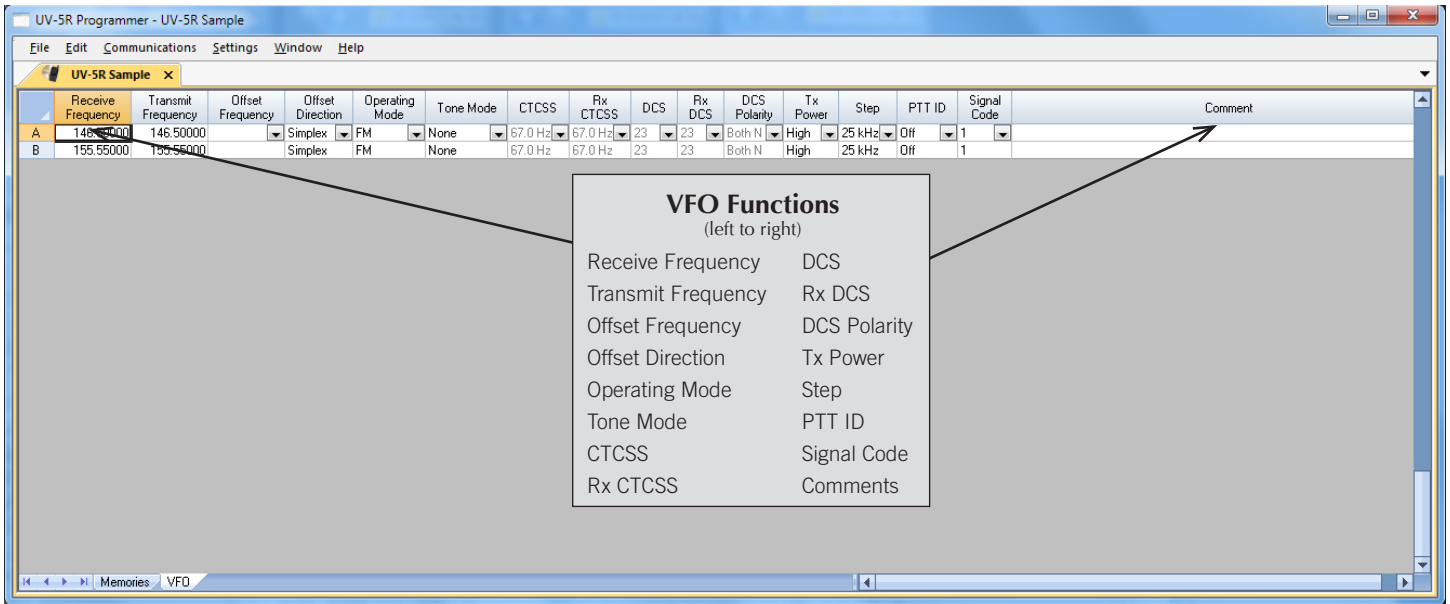 UV-5R Programmer - UV-5R Sample
File Edit Communications Settings Window Help
UV-5R Sample X
Receive Frequency Transmit Frequency Offset Frequency Offset Direction Operating Mode Tone Mode CTCSS Rx CTCSS DCS Rx DCS DCS Polarity Tx Power Step PTT ID Signal Code Comment
A 146.50000 146.50000 Simplex FM None 67.0 Hz 67.0 Hz 23 23 Both N High 25 kHz Off 1
B 155.55000 155.55000 Simplex FM None 67.0 Hz 67.0 Hz 23 23 Both N High 25 kHz Off 1
VFO Functions
(left to right)
Receive Frequency DCS
Transmit Frequency Rx DCS
Offset Frequency DCS Polarity
Offset Direction Tx Power
Operating Mode Step
Tone Mode PTT ID
CTCSS Signal Code
Rx CTCSS Comments
Memories VFO